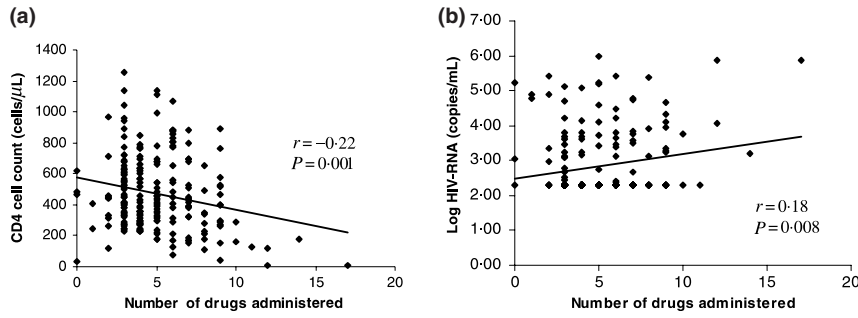 (a)
1400
1200
1000
800
600
400
200
0
CD4 cell count (cells/μL)
r = −0·22
P = 0·001
0 5 10 15 20
Number of drugs administered
(b)
7·00
6·00
5·00
4·00
3·00
2·00
1·00
0·00
Log HIV-RNA (copies/mL)
r = 0·18
P = 0·008
0 5 10 15 20
Number of drugs administered